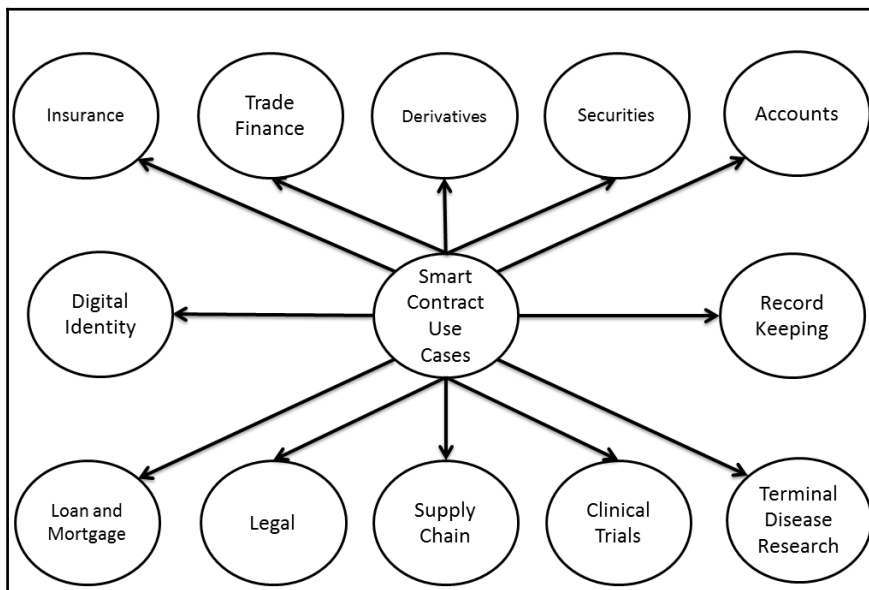 Insurance
Trade
Finance
Derivatives
Securities
Accounts
Digital
Identity
Smart
Contract
Use
Cases
Record
Keeping
Loan and
Mortgage
Legal
Supply
Chain
Clinical
Trials
Terminal
Disease
Research